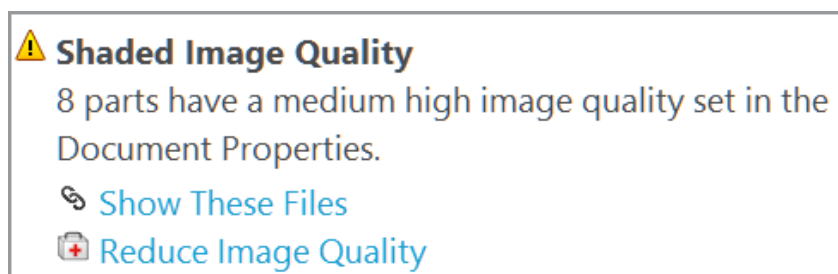 Shaded Image Quality
8 parts have a medium high image quality set in the
Document Properties.
Show These Files
Reduce Image Quality